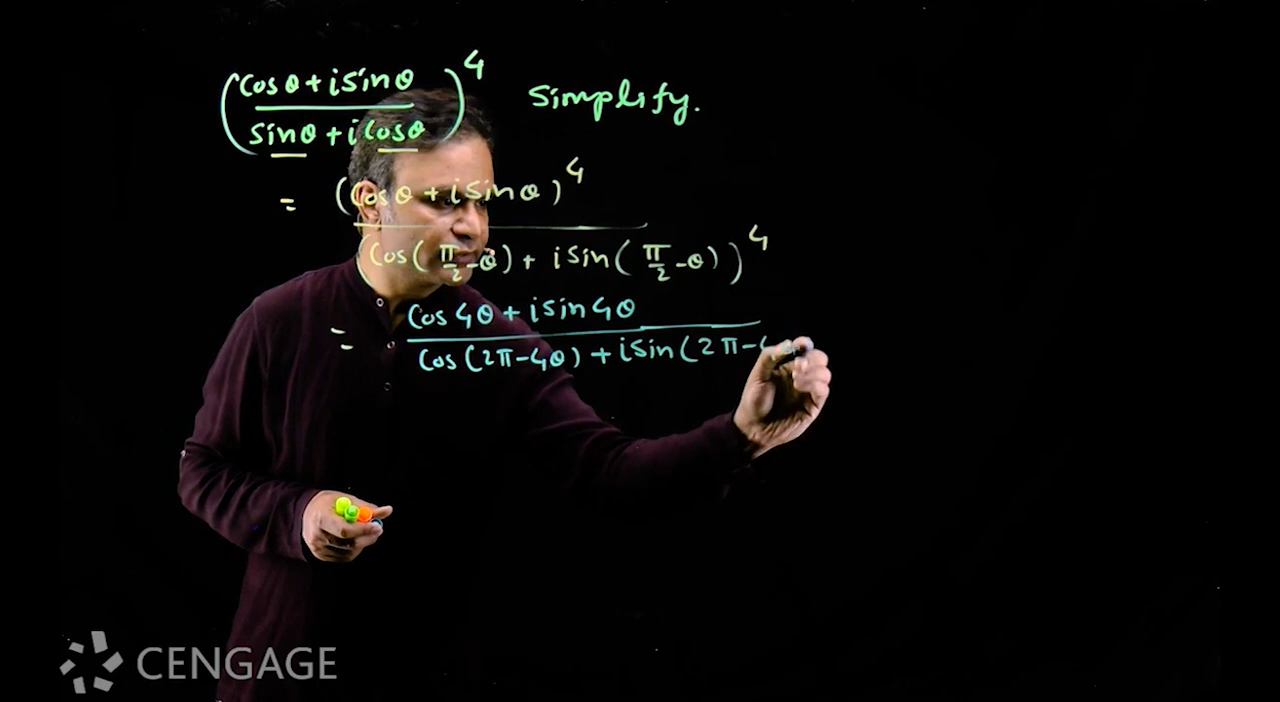 (cosθ+isinθ / sinθ+icosθ)^4 Simplify.
= (cosθ+isinθ)^4
cos(π/2-θ)+isin(π/2-θ))^4
= cos4θ+isin4θ
cos(2π-4θ)+isin(2π-4
CENGAGE